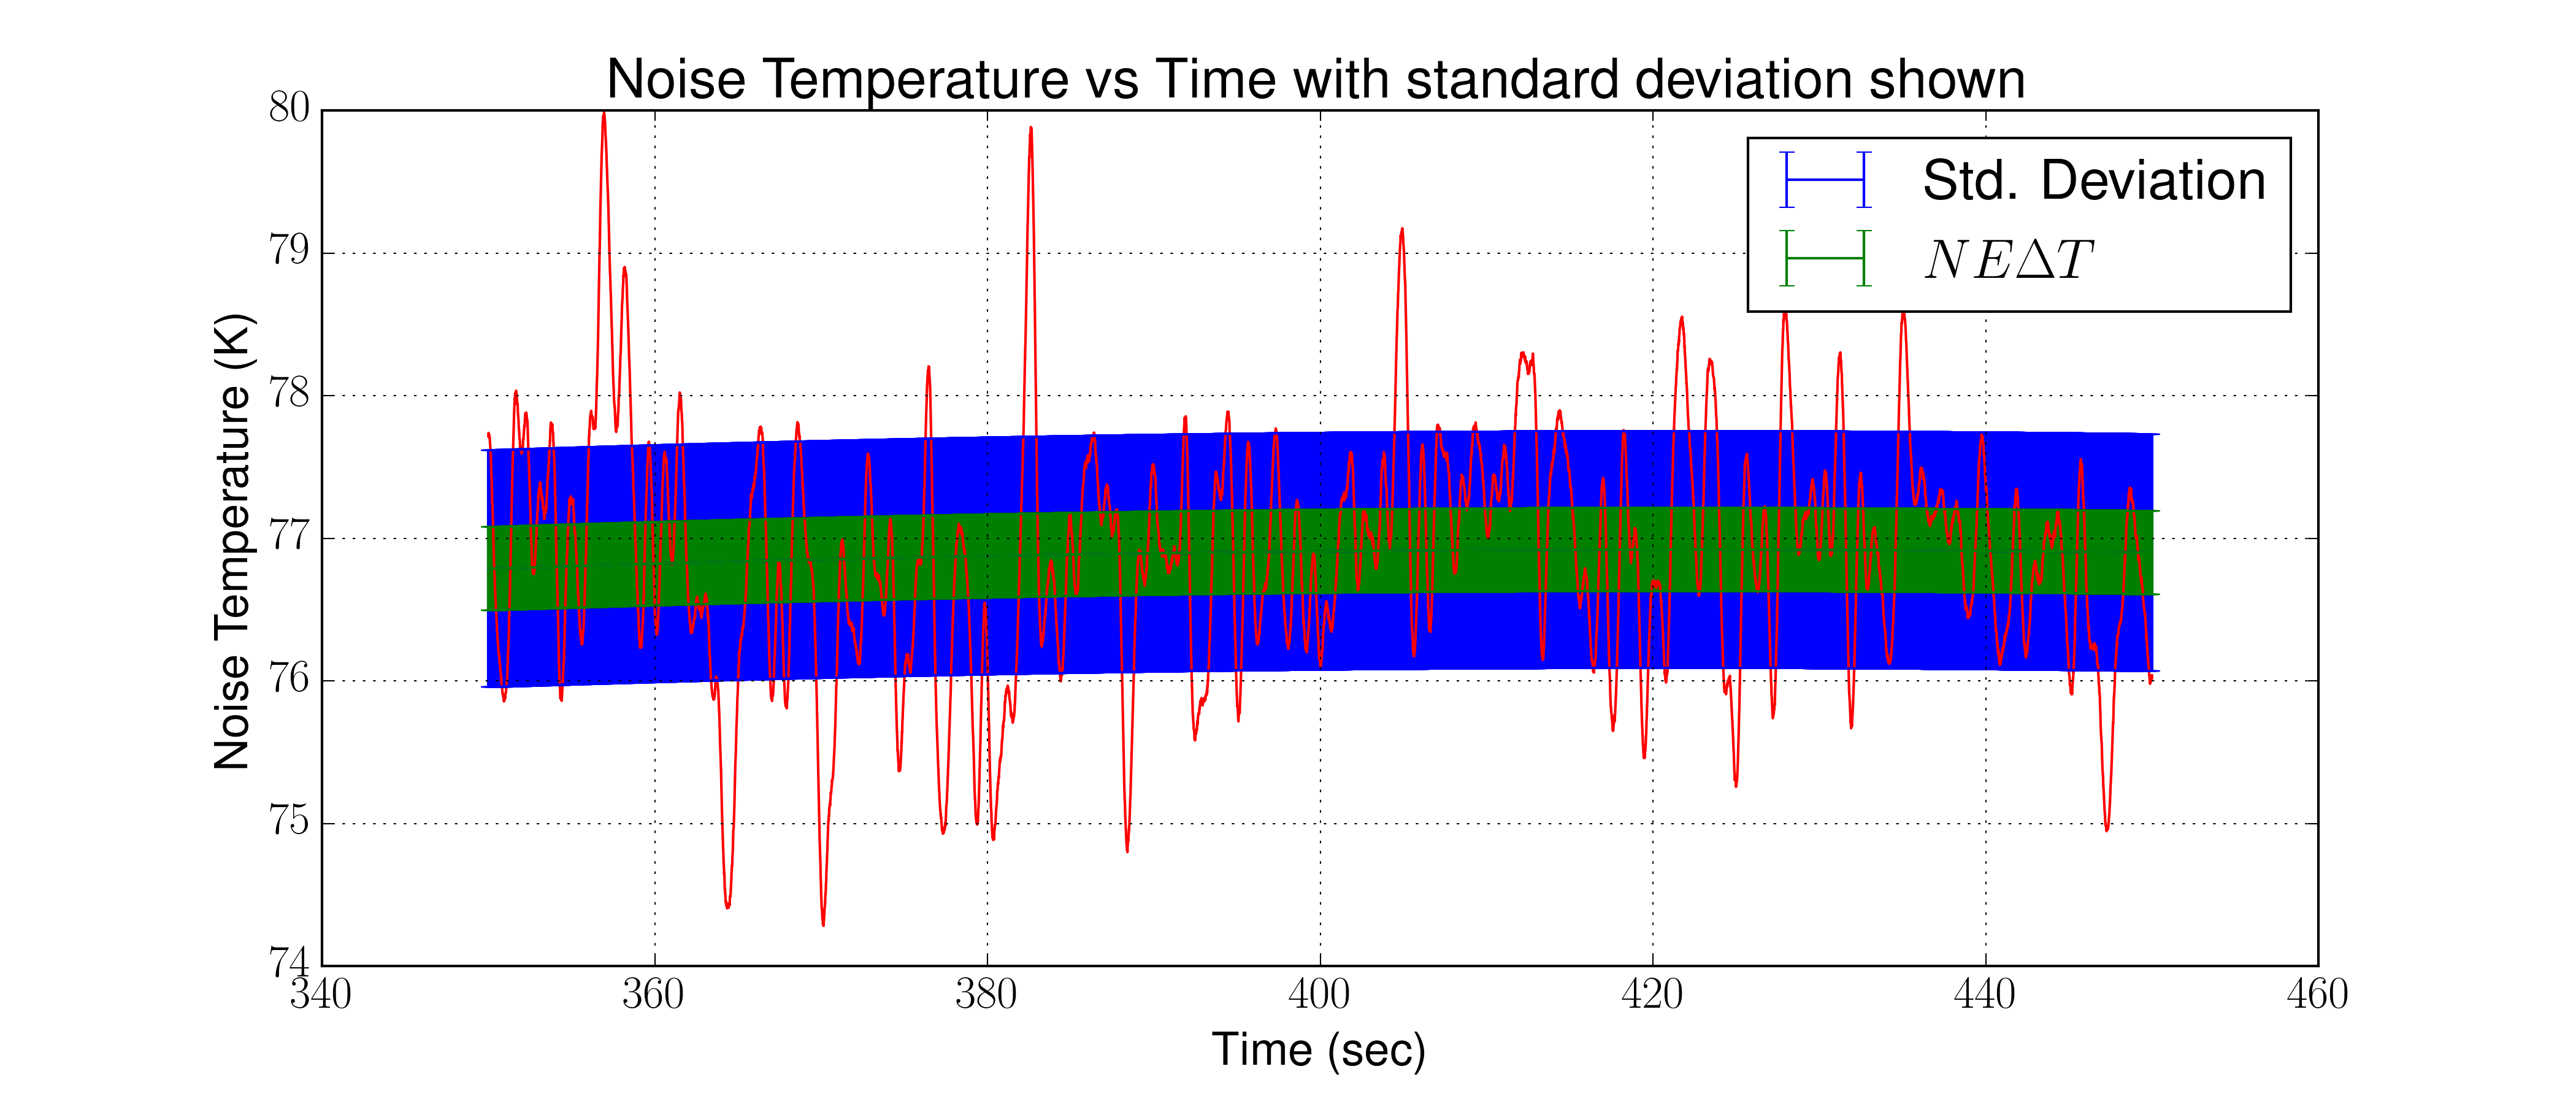 Noise Temperature vs Time with standard deviation shown
Noise Temperature (K)
80
79
78
77
76
75
74
Std. Deviation
NEΔT
340 360 380 400 420 440 460
Time (sec)